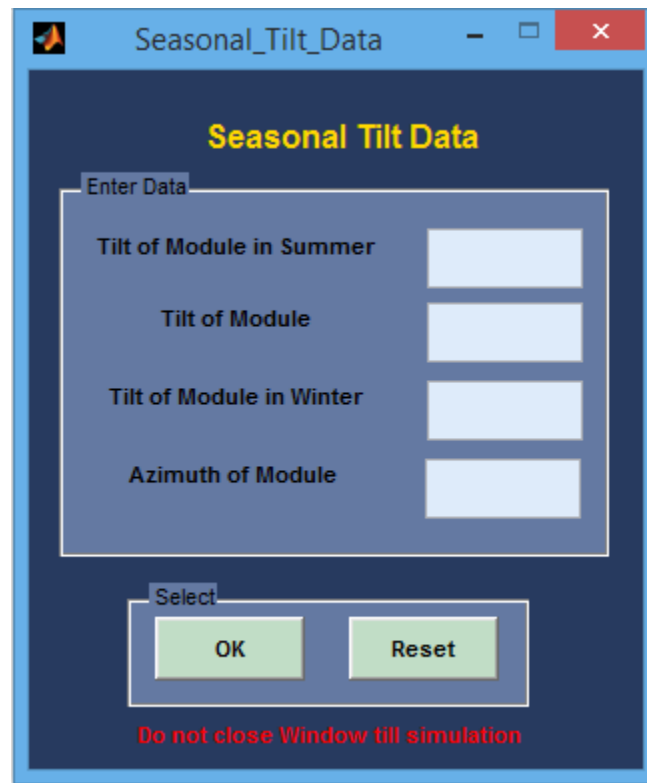 Seasonal_Tilt_Data
Seasonal Tilt Data
Enter Data
Tilt of Module in Summer
Tilt of Module
Tilt of Module in Winter
Azimuth of Module
Select
OK Reset
Do not close Window till simulation